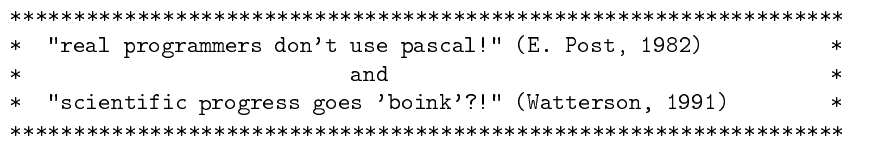 ******************************************************************
* "real programmers don't use pascal!" (E. Post, 1982) *
* and *
* "scientific progress goes 'boink'?!" (Watterson, 1991) *
******************************************************************